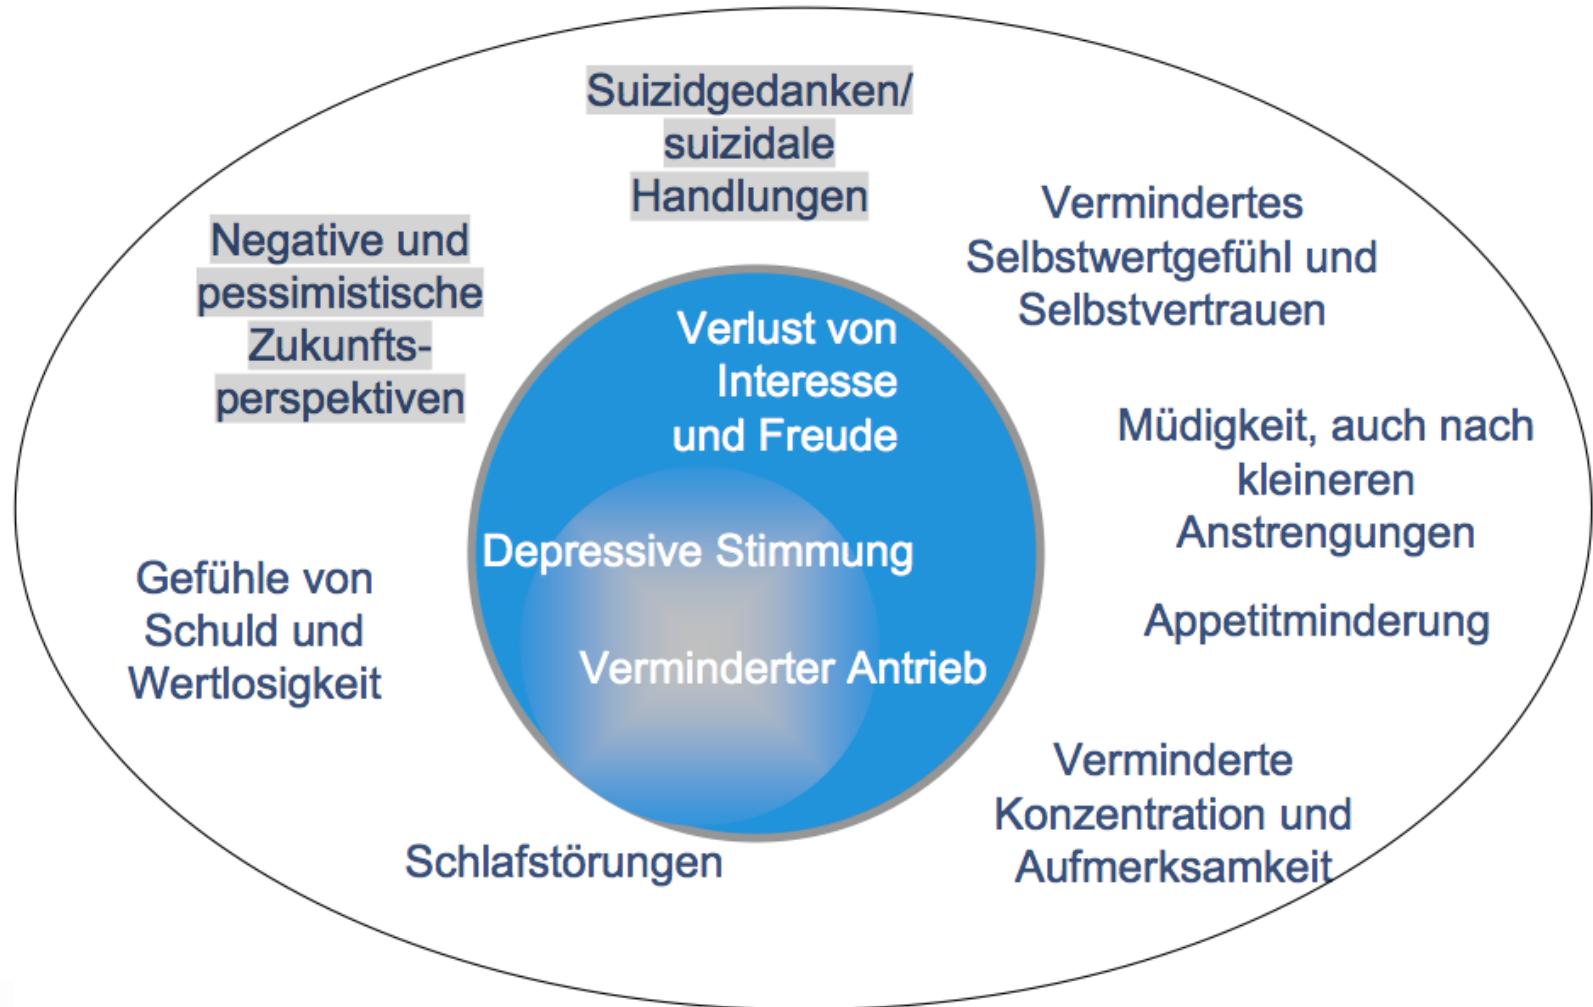 Suizidgedanken/
suizidale
Handlungen
Negative und
pessimistische
Zukunfts-
perspektiven
Vermindertes
Selbstwertgefühl und
Selbstvertrauen
Verlust von
Interesse
und Freude
Depressive Stimmung
Verminderter Antrieb
Müdigkeit, auch nach
kleineren
Anstrengungen
Appetitminderung
Gefühle von
Schuld und
Wertlosigkeit
Verminderte
Konzentration und
Aufmerksamkeit
Schlafstörungen